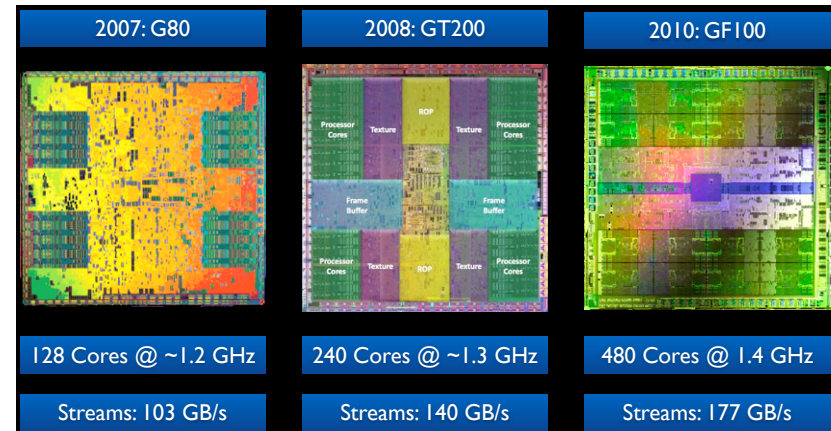 2007: G80
2008: GT200
2010: GF100
Processor Cores
Texture
ROP
Texture
Processor Cores
Frame Buffer
Frame Buffer
Processor Cores
Texture
ROP
Texture
Processor Cores
128 Cores @ ~1.2 GHz
240 Cores @ ~1.3 GHz
480 Cores @ 1.4 GHz
Streams: 103 GB/s
Streams: 140 GB/s
Streams: 177 GB/s